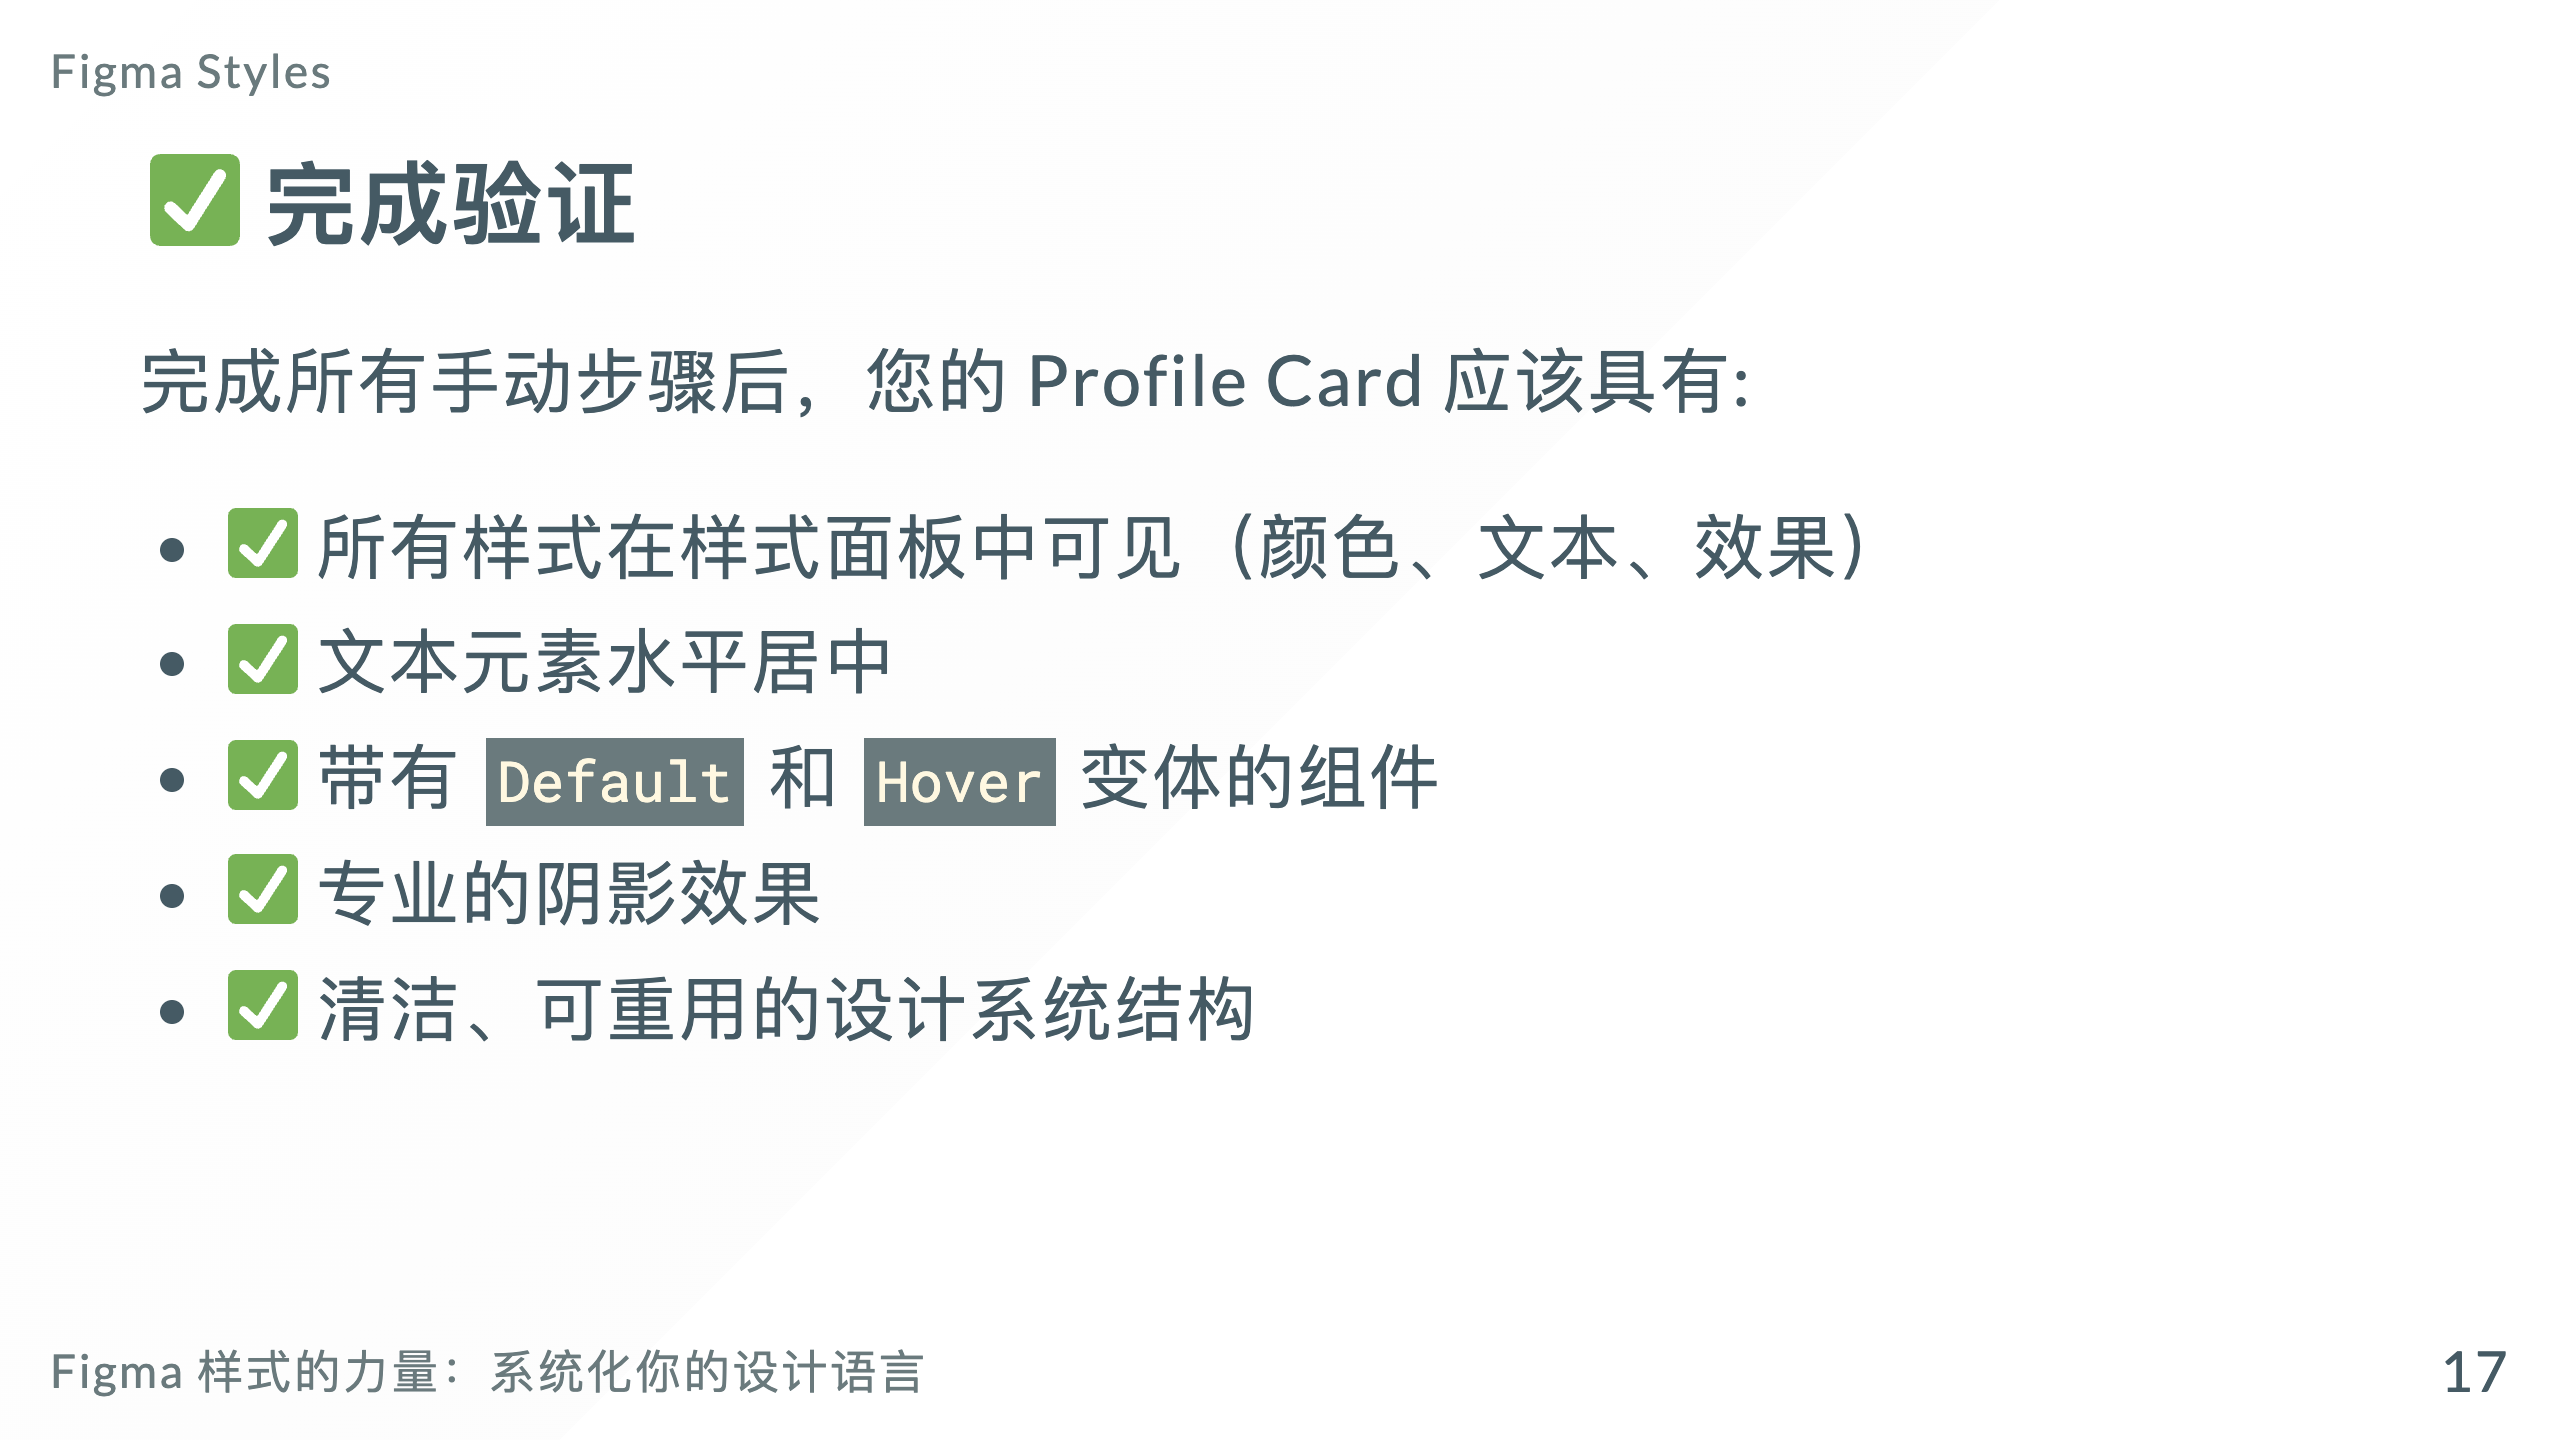 Figma Styles
✅ 完成验证
完成所有手动步骤后，您的 Profile Card 应该具有:
• ✅ 所有样式在样式面板中可见（颜色、文本、效果）
• ✅ 文本元素水平居中
• ✅ 带有 Default 和 Hover 变体的组件
• ✅ 专业的阴影效果
• ✅ 清洁、可重用的设计系统结构
Figma 样式的力量：系统化你的设计语言
17